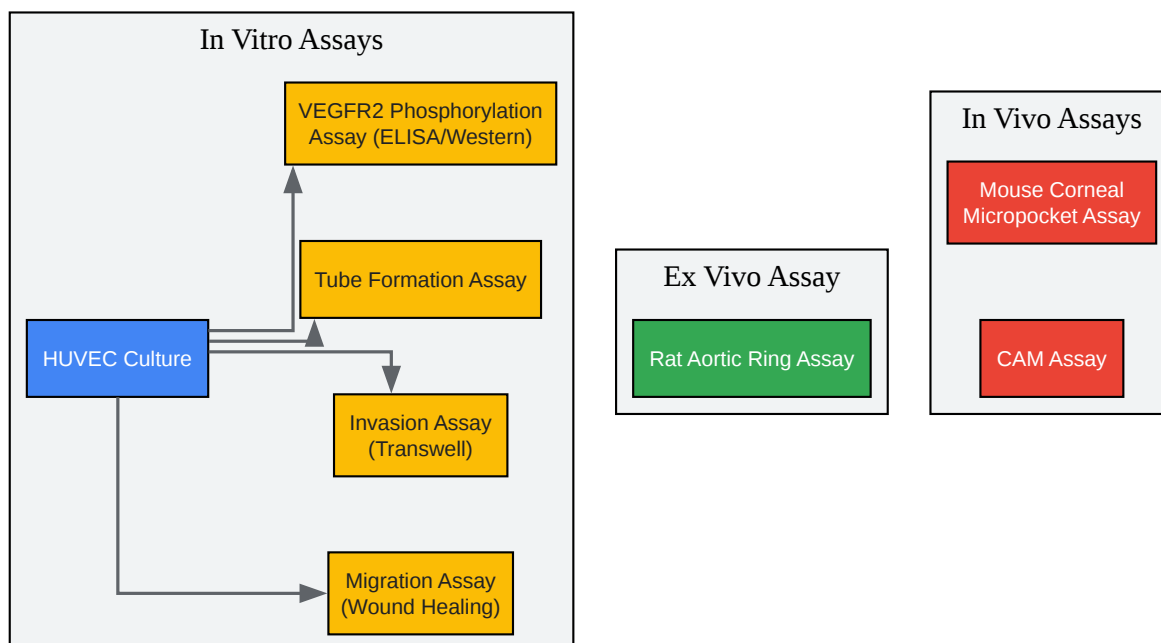 In Vitro Assays
VEGFR2 Phosphorylation
Assay (ELISA/Western)
Tube Formation Assay
HUVEC Culture
Invasion Assay
(Transwell)
Migration Assay
(Wound Healing)
Ex Vivo Assay
Rat Aortic Ring Assay
In Vivo Assays
Mouse Corneal
Micropocket Assay
CAM Assay